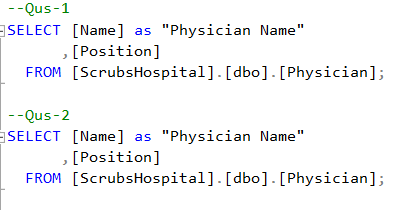 --Qus-1
SELECT [Name] as "Physician Name"
,[Position]
FROM [ScrubsHospital].[dbo].[Physician];
--Qus-2
SELECT [Name] as "Physician Name"
,[Position]
FROM [ScrubsHospital].[dbo].[Physician];